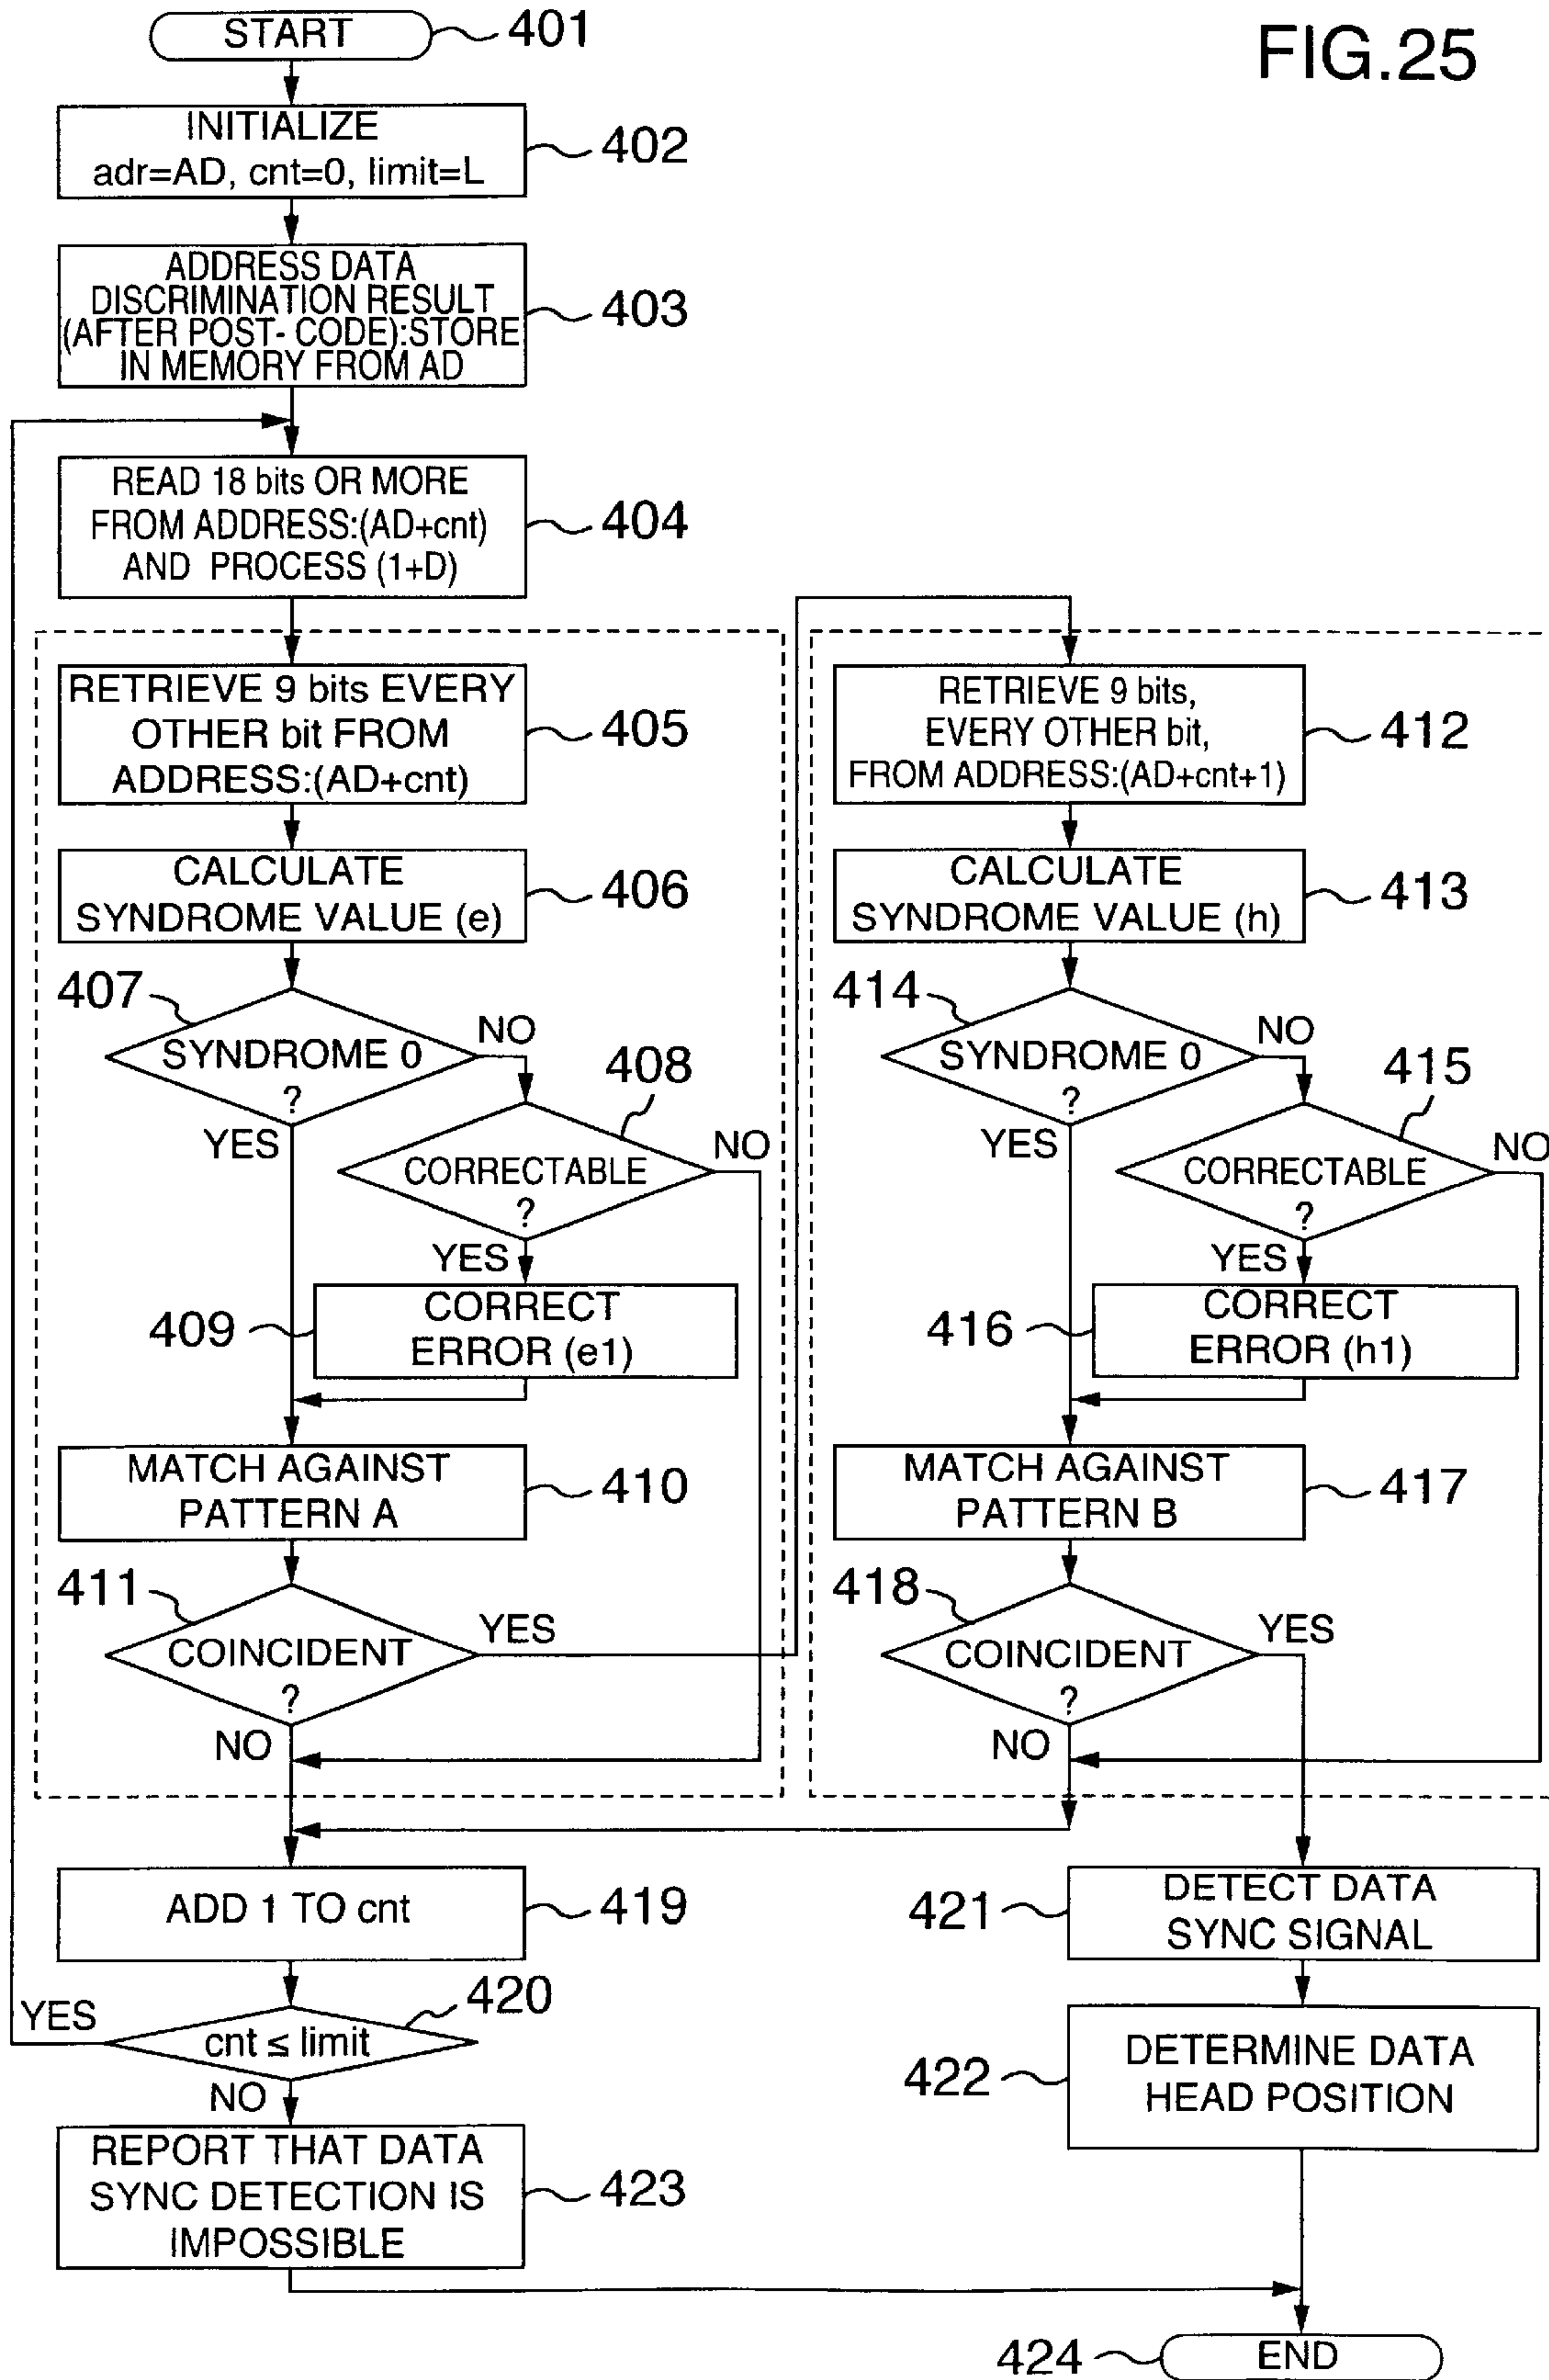 FIG.25
START
401
INITIALIZE
adr=AD, cnt=0, limit=L
402
ADDRESS DATA
DISCRIMINATION RESULT
(AFTER POST- CODE):STORE
IN MEMORY FROM AD
403
READ 18 bits OR MORE
FROM ADDRESS:(AD+cnt)
AND PROCESS (1+D)
404
RETRIEVE 9 bits EVERY
OTHER bit FROM
ADDRESS:(AD+cnt)
405
CALCULATE
SYNDROME VALUE (e)
406
407
SYNDROME 0
?
NO
YES
408
CORRECTABLE
?
NO
YES
409
CORRECT
ERROR (e1)
MATCH AGAINST
PATTERN A
410
411
COINCIDENT
?
YES
NO
RETRIEVE 9 bits,
EVERY OTHER bit,
FROM ADDRESS:(AD+cnt+1)
412
CALCULATE
SYNDROME VALUE (h)
413
414
SYNDROME 0
?
NO
YES
415
CORRECTABLE
?
NO
YES
416
CORRECT
ERROR (h1)
MATCH AGAINST
PATTERN B
417
418
COINCIDENT
?
YES
NO
ADD 1 TO cnt
419
420
YES
cnt ≤ limit
NO
REPORT THAT DATA
SYNC DETECTION IS
IMPOSSIBLE
423
421
DETECT DATA
SYNC SIGNAL
422
DETERMINE DATA
HEAD POSITION
424
END